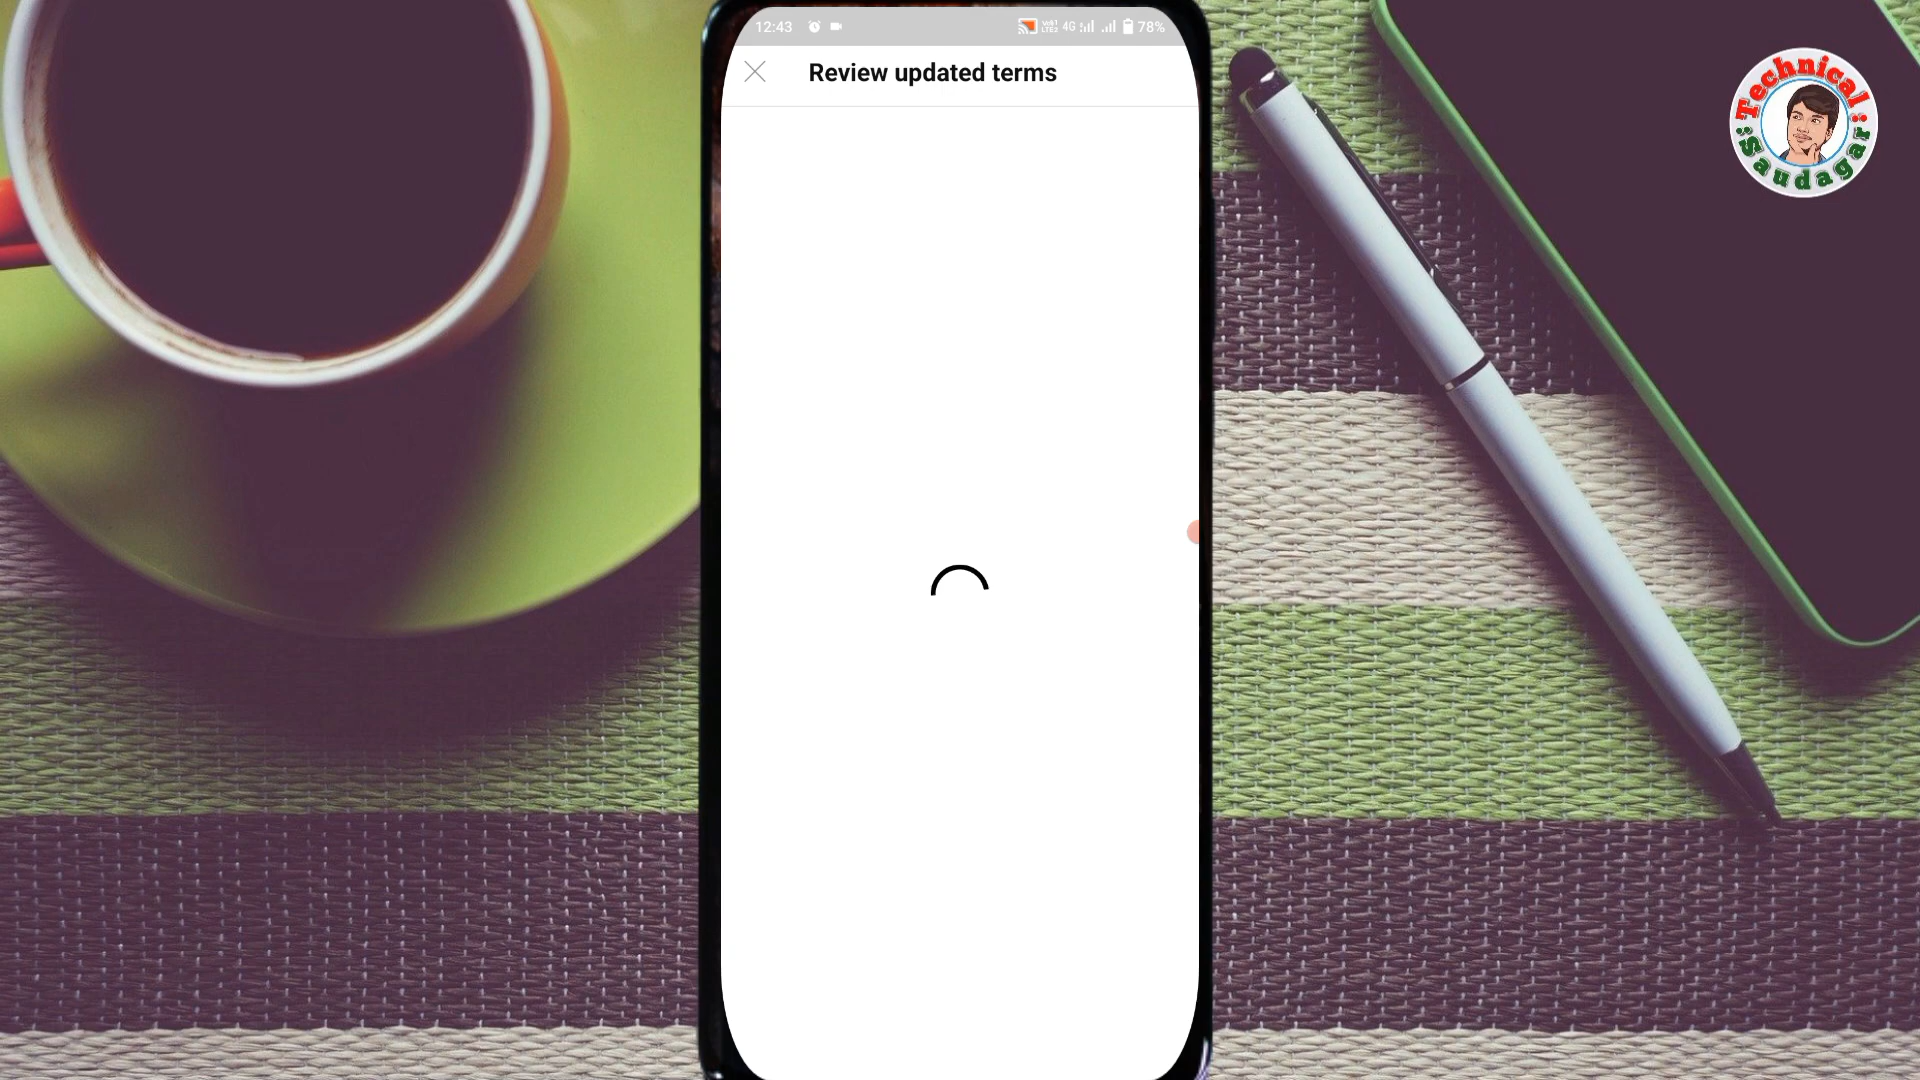 12:43
4G
78%
Review updated terms
Technical
Saudagar